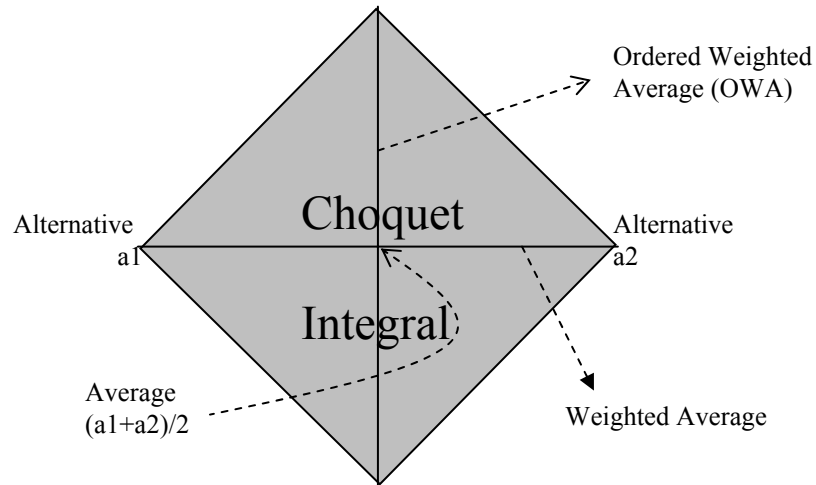 Ordered Weighted
Average (OWA)
Choquet
Alternative
a1
Alternative
a2
Integral
Average
(a1+a2)/2
Weighted Average